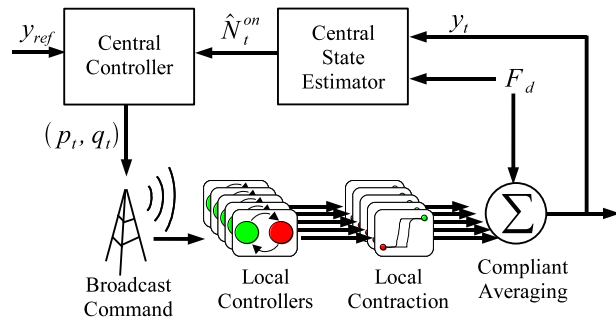 y_ref
Central
Controller
N̂_t^on
Central
State
Estimator
y_t
F_d
(p_t, q_t)
Σ
Broadcast
Command
Local
Controllers
Local
Contraction
Compliant
Averaging